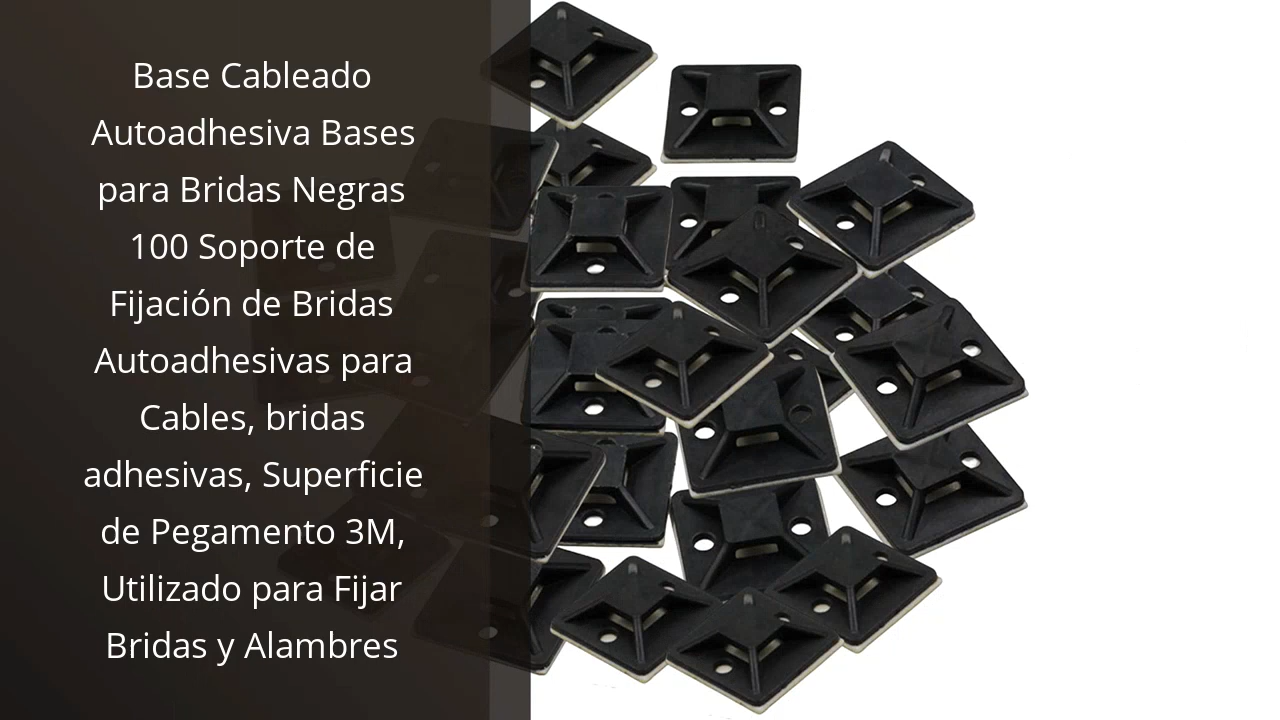 Base Cableado
Autoadhesiva Bases
para Bridas Negras
100 Soporte de
Fijación de Bridas
Autoadhesivas para
Cables, bridas
adhesivas, Superficie
de Pegamento 3M,
Utilizado para Fijar
Bridas y Alambres